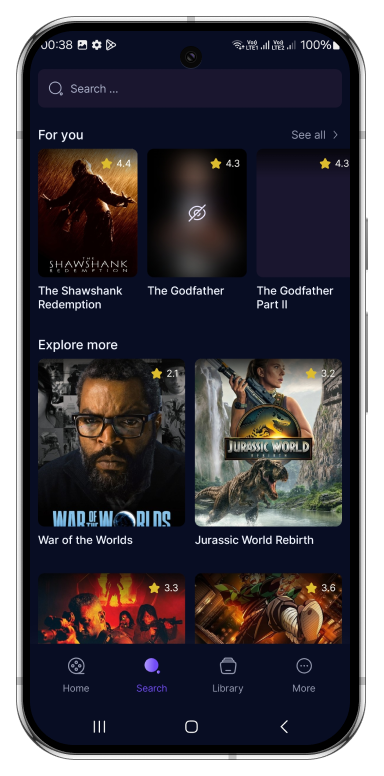 00:38
Vo) LTE1 Vo) LTE2 100%
Search ...
For you
See all
4.4
4.3
4.3
THE
SHAWSHANK
REDEMPTION
The Shawshank
Redemption
The Godfather
The Godfather
Part II
Explore more
2.1
3.2
WAR OF THE WORLDS
JURASSIC WORLD
REBIRTH
War of the Worlds
Jurassic World Rebirth
3.3
3,6
Home
Search
Library
More